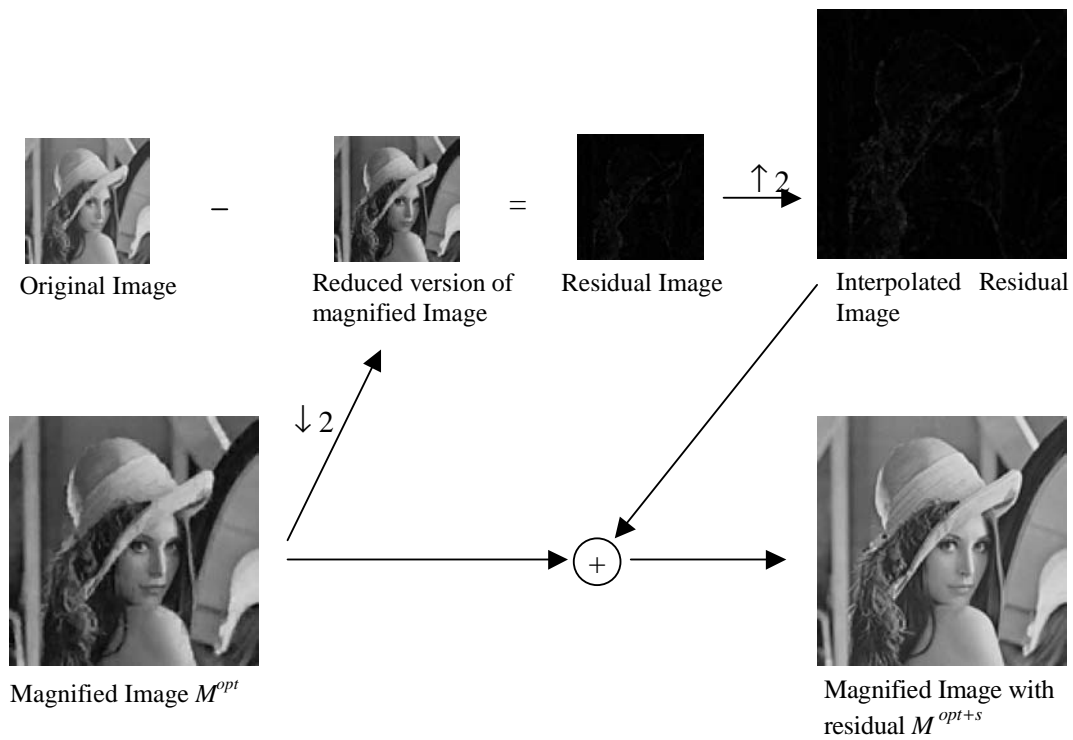 ↑ 2
–
=
Original Image
Reduced version of
magnified Image
Residual Image
Interpolated Residual
Image
↓ 2
+
Magnified Image M^{opt}
Magnified Image with
residual M^{opt+s}